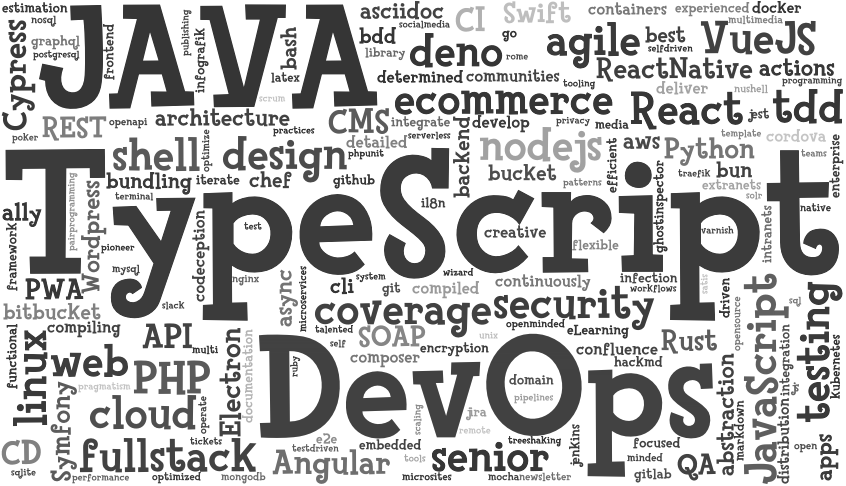 estimation
nosql
graphql
postgresql
Cypress
JAVA
frontend
publishing
infografik
scrum
bash
latex
asciidoc
socialmedia
bdd
library
deno
go
rome
CI
Swift
containers
experienced
docker
multimedia
agile
best
selfdriven
VueJS
determined
communities
tooling
ReactNative
actions
programming
deliver
nushell
ecommerce
React
jest
tdd
poker
REST
openapi
architecture
practices
CMS
integrate
serverless
develop
privacy
media
template
cordova
shell
optimize
design
detailed
phpunit
backend
nodejs
efficient
aws
Python
teams
enterprise
bundling
iterate
chef
github
bucket
patterns
traefik
bun
extranets
solr
TypeScript
terminal
pairprogramming
Wordpress
a11y
framework
pioneer
codeception
test
i18n
creative
flexible
ghostinspector
varnish
intranets
native
mysql
nginx
async
microservices
system
wizard
PWA
slack
cli
git
compiled
continuously
infection
workflows
satis
driven
bitbucket
compiling
coverage
security
opensource
JavaScript
sql
testing
functional
linux
API
multi
Electron
documentation
talented
self
SOAP
unix
openminded
eLearning
Rust
integration
kubernetes
web
PHP
ruby
composer
encryption
confluence
hacKmd
DevOps
domain
pipelines
abstraction
markdown
distribution
Symfony
pragmatism
cloud
operate
scaling
jira
remote
CD
sqlite
fullstack
tickets
e2e
testdriven
embedded
treeshaking
jenkins
focused
minded
open
apps
performance
optimized
mongodb
Angular
tools
microsites
senior
mocha
newsletter
gitlab
QA